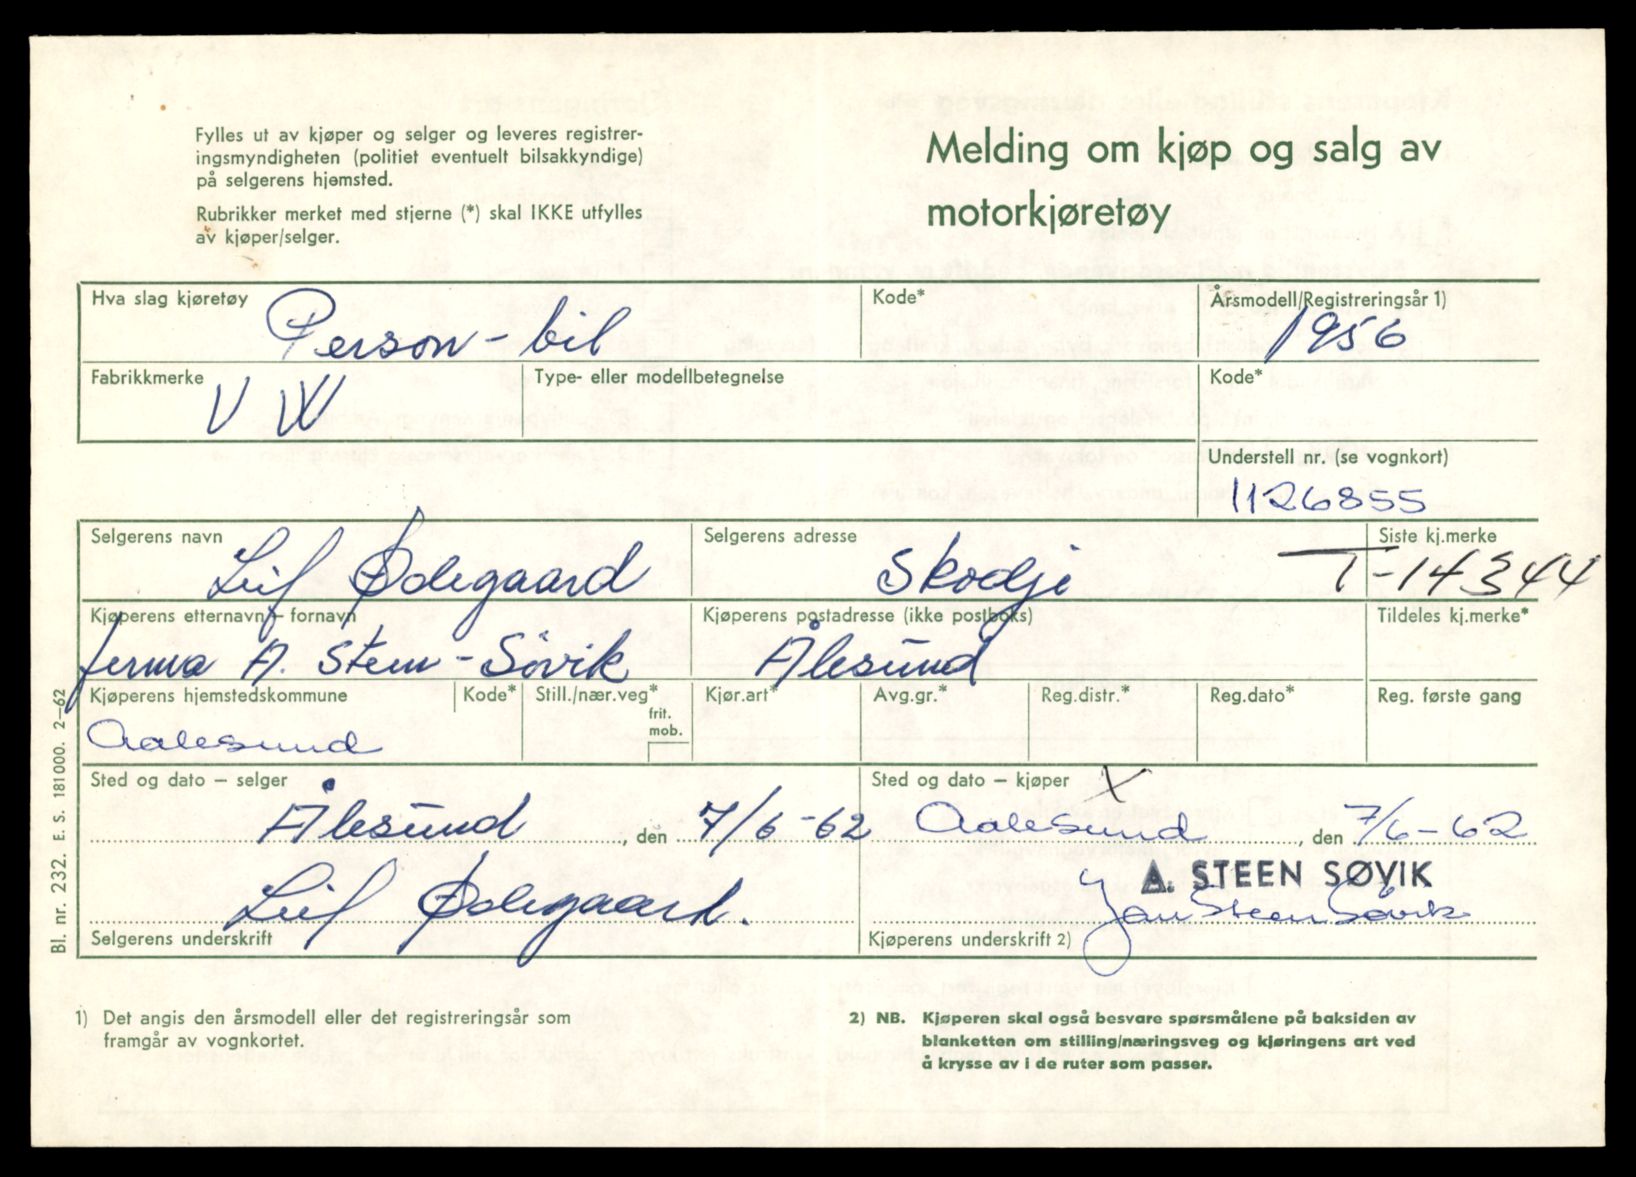 Fylles ut av kjøper og selger og leveres registrer-
ingsmyndigheten (politiet eventuelt bilsakkyndige)
på selgerens hjemsted.
Rubrikker merket med stjerne (*) skal IKKE utfylles
av kjøper/selger.
Melding om kjøp og salg av
motorkjøretøy
Hva slag kjøretøy
Person-bil
Kode*
Årsmodell/Registreringsår 1)
1956
Fabrikkmerke
VW
Type- eller modellbetegnelse
Kode*
Understell nr. (se vognkort)
1126855
Selgerens navn
Leif Ødegaard
Selgerens adresse
Skodji
Siste kj.merke
T-14344
Kjøperens etternavn - fornavn
ferma A. Steen-Søvik
Kjøperens postadresse (ikke postboks)
Ålesund
Tildeles kj.merke*
Kjøperens hjemstedskommune
Aalesund
Kode*
Still./nær.veg*
frit.
mob.
Kjør.art*
Avg.gr.*
Reg.distr.*
Reg.dato*
Reg. første gang
Sted og dato — selger
Ålesund, den 7/6-62
Sted og dato — kjøper X
Aalesund, den 7/6-62
Leif Ødegaard.
Selgerens underskrift
A. STEEN SØVIK
Jan Steen Søvik
Kjøperens underskrift 2)
Bl. nr. 232. E. S. 181000. 2—62
1) Det angis den årsmodell eller det registreringsår som
framgår av vognkortet.
2) NB. Kjøperen skal også besvare spørsmålene på baksiden av
blanketten om stilling/næringsveg og kjøringens art ved
å krysse av i de ruter som passer.